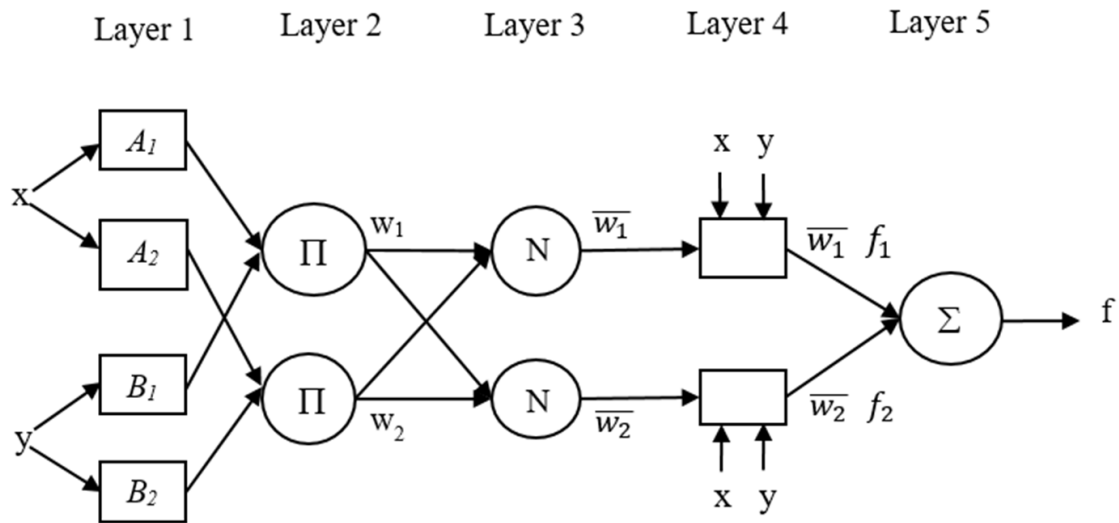 Layer 1 Layer 2 Layer 3 Layer 4 Layer 5
A₁ x y
x Π w₁ N w̅₁ w̅₁ f₁
A₂
Σ f
B₁
y Π w₂ N w̅₂ w̅₂ f₂
B₂ x y